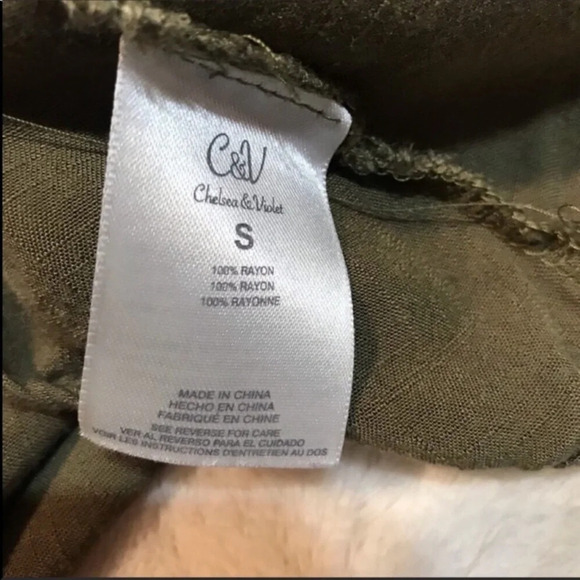 C&V
Chelsea & Violet
S
100% RAYON
100% RAYON
100% RAYONNE
MADE IN CHINA
HECHO EN CHINA
FABRIQUÉ EN CHINE
SEE REVERSE FOR CARE
VER AL REVERSO PARA EL CUIDADO
VOIR LES INSTRUCTIONS D'ENTRETIEN AU DOS